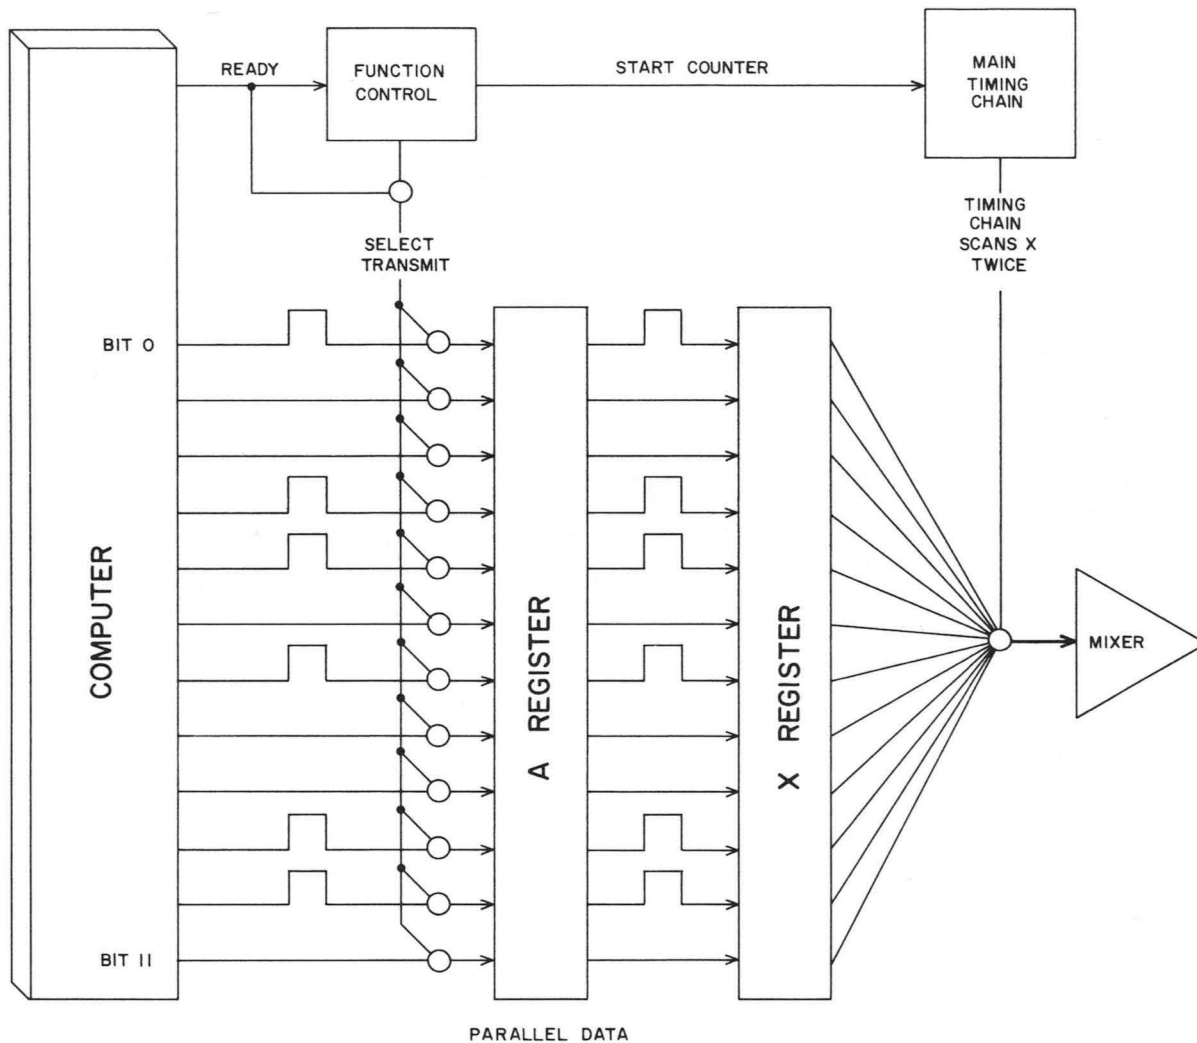 READY
FUNCTION
CONTROL
START COUNTER
MAIN
TIMING
CHAIN
TIMING
CHAIN
SCANS X
TWICE
SELECT
TRANSMIT
BIT 0
COMPUTER
A REGISTER
X REGISTER
MIXER
BIT 11
PARALLEL DATA